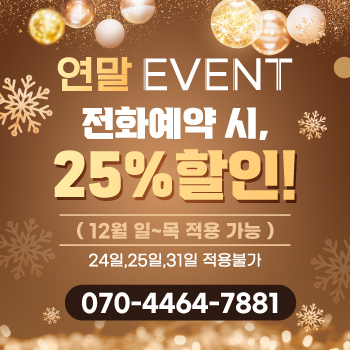 연말 EVENT
전화예약 시,
25%할인!
( 12월 일~목 적용 가능 )
24일,25일,31일 적용불가
070-4464-7881